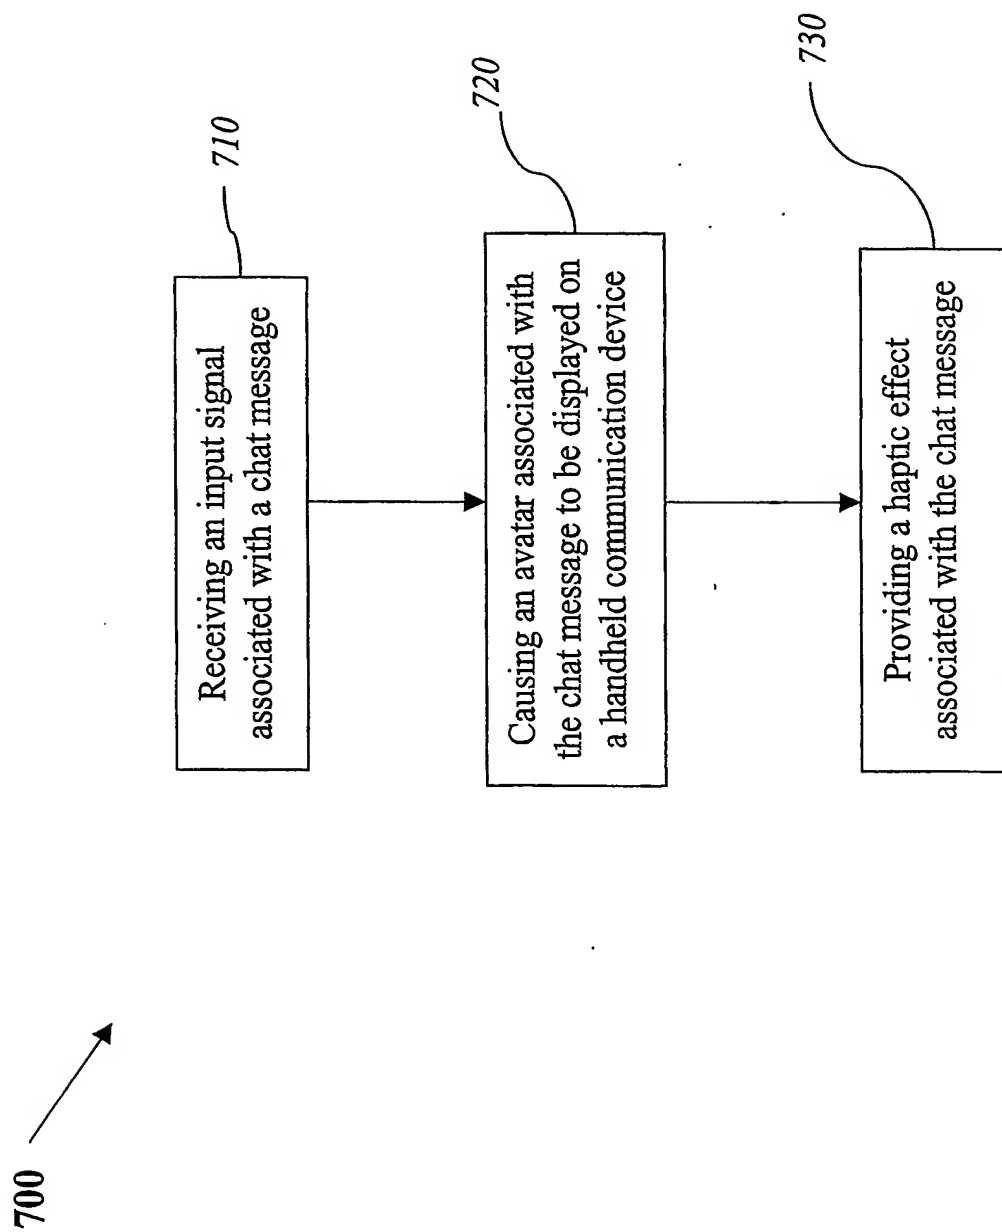 700
710
Receiving an input signal
associated with a chat message
720
Causing an avatar associated with
the chat message to be displayed on
a handheld communication device
730
Providing a haptic effect
associated with the chat message